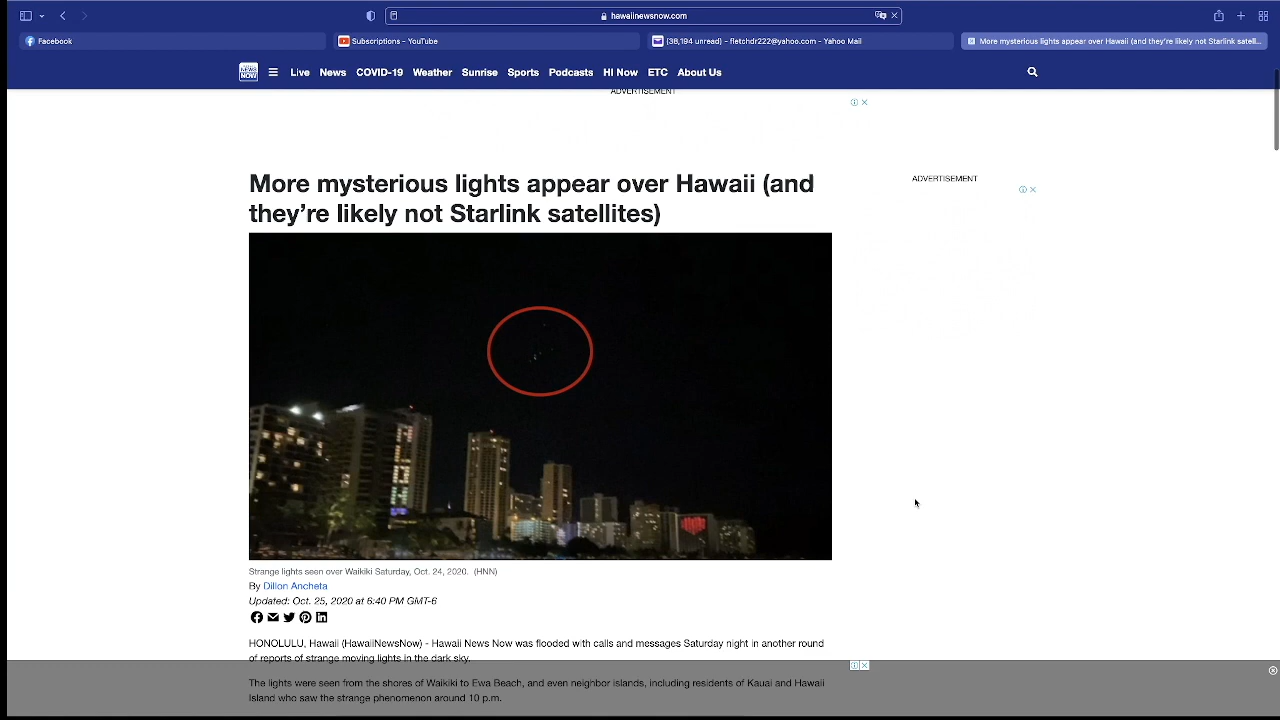 hawaiinewsnow.com
Facebook
Subscriptions - YouTube
(38,194 unread) - fletchdr222@yahoo.com - Yahoo Mail
More mysterious lights appear over Hawaii (and they're likely not Starlink satell...
HAWAII NEWS NOW
Live News COVID-19 Weather Sunrise Sports Podcasts HI Now ETC About Us
ADVERTISEMENT
ADVERTISEMENT
More mysterious lights appear over Hawaii (and
they're likely not Starlink satellites)
Strange lights seen over Waikiki Saturday, Oct. 24, 2020. (HNN)
By Dillon Ancheta
Updated: Oct. 25, 2020 at 6:40 PM GMT-6
HONOLULU, Hawaii (HawaiiNewsNow) - Hawaii News Now was flooded with calls and messages Saturday night in another round
of reports of strange moving lights in the dark sky.
The lights were seen from the shores of Waikiki to Ewa Beach, and even neighbor islands, including residents of Kauai and Hawaii
Island who saw the strange phenomenon around 10 p.m.